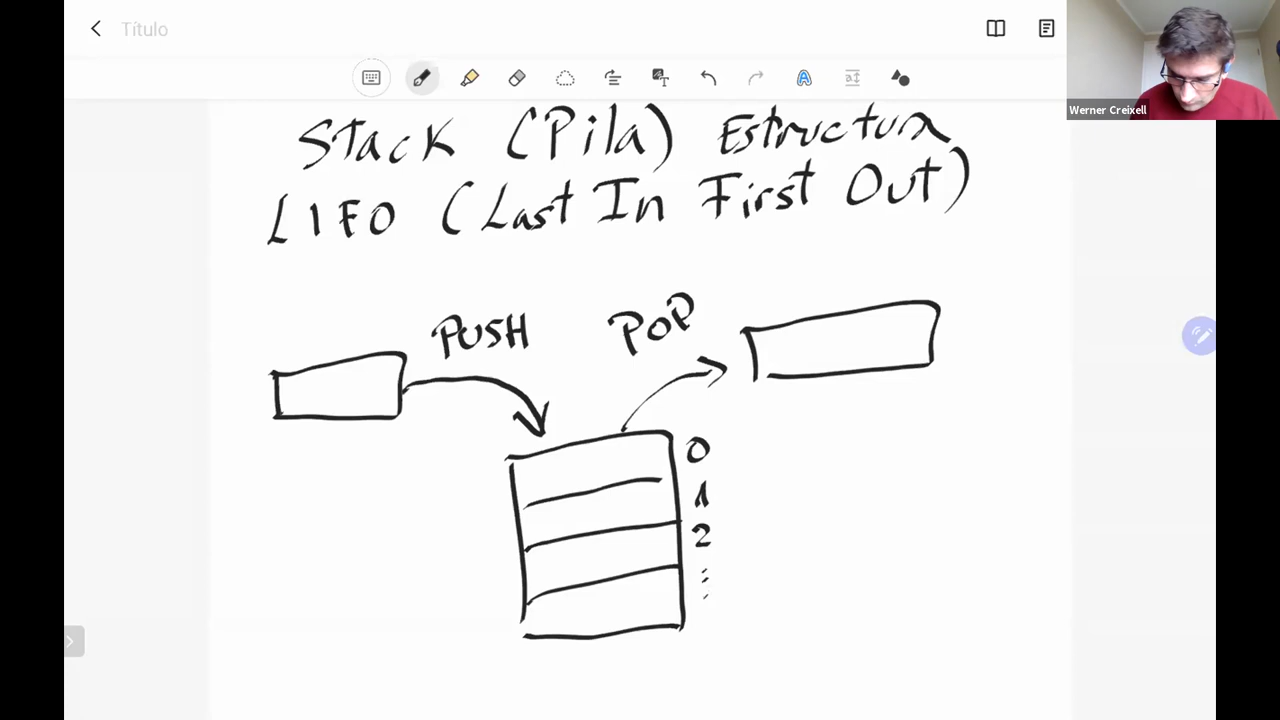 Título
Werner Creixell
Stack (Pila) Estructura
LIFO (Last In First Out)
PUSH
POP
0
1
2